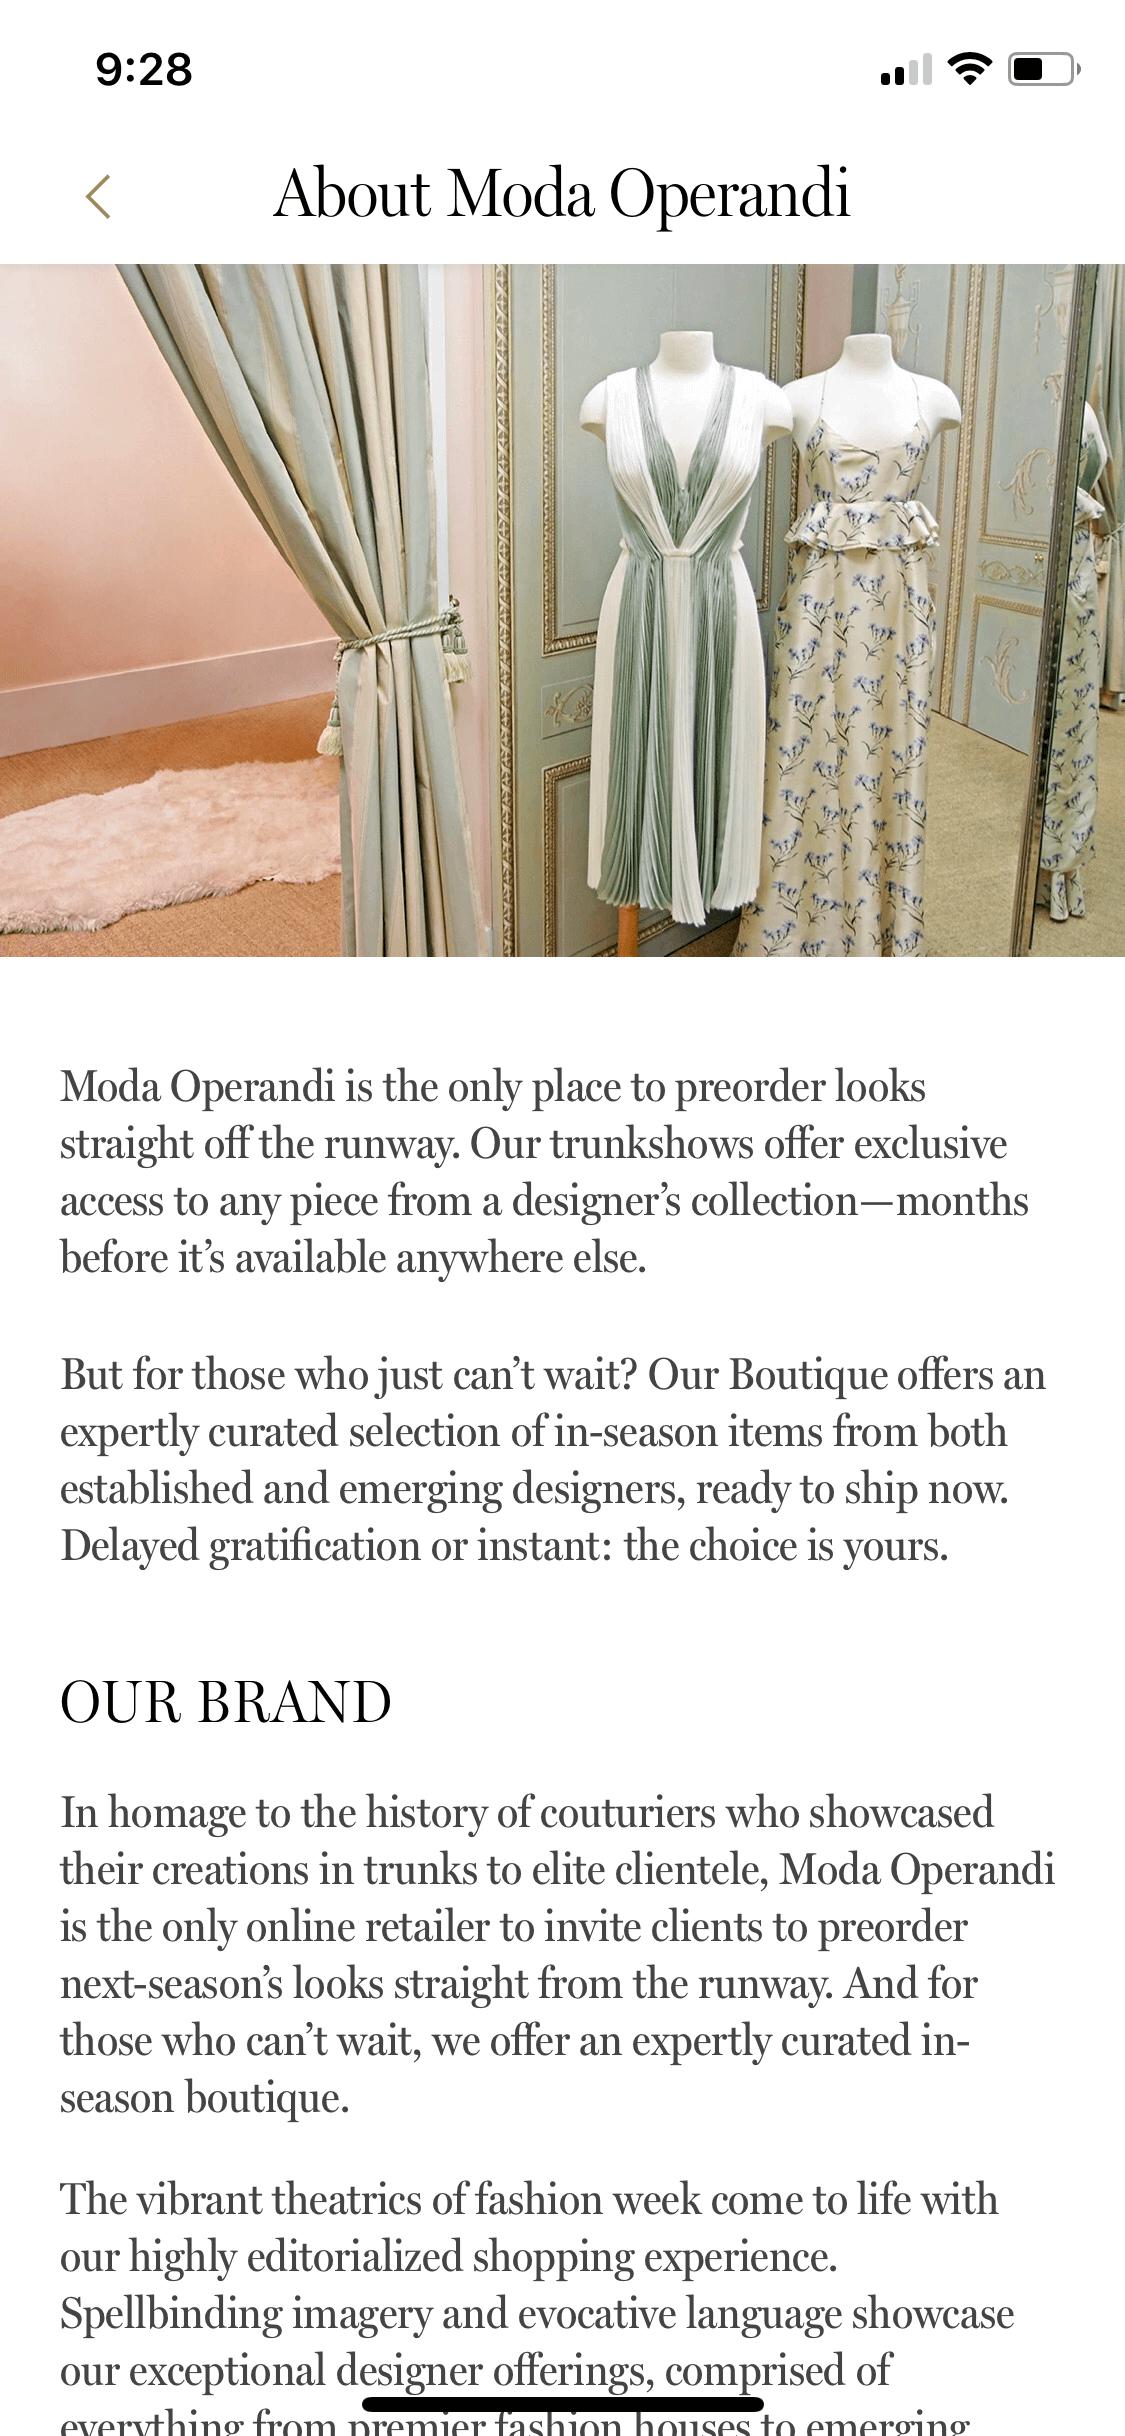 9:28
About Moda Operandi
Moda Operandi is the only place to preorder looks
straight off the runway. Our trunkshows offer exclusive
access to any piece from a designer’s collection—months
before it’s available anywhere else.
But for those who just can’t wait? Our Boutique offers an
expertly curated selection of in-season items from both
established and emerging designers, ready to ship now.
Delayed gratification or instant: the choice is yours.
OUR BRAND
In homage to the history of couturiers who showcased
their creations in trunks to elite clientele, Moda Operandi
is the only online retailer to invite clients to preorder
next-season’s looks straight from the runway. And for
those who can’t wait, we offer an expertly curated in-
season boutique.
The vibrant theatrics of fashion week come to life with
our highly editorialized shopping experience.
Spellbinding imagery and evocative language showcase
our exceptional designer offerings, comprised of
everything from premier fashion houses to emerging